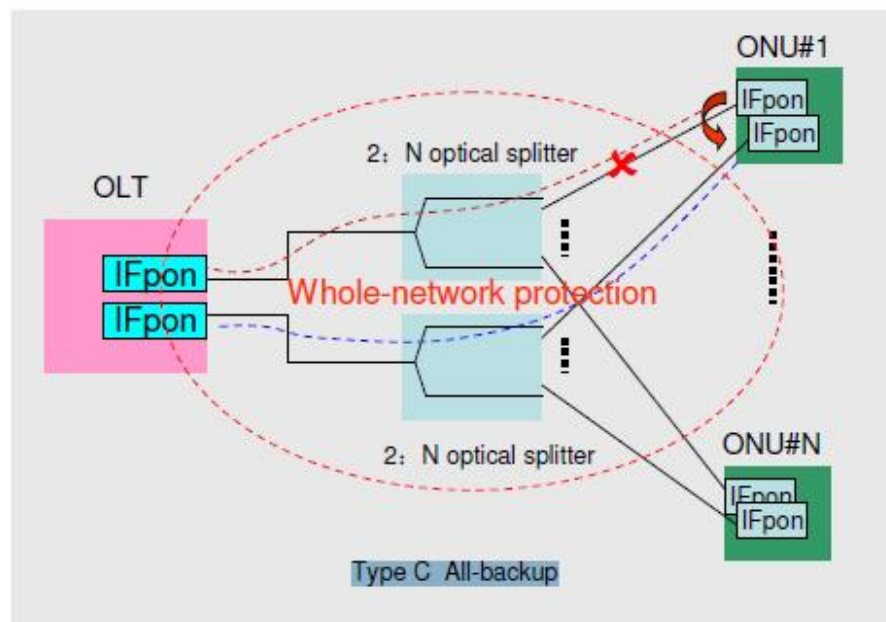 ONU#1
IFpon
IFpon
2：N optical splitter
OLT
IFpon
IFpon
Whole-network protection
2：N optical splitter
ONU#N
IFpon
IFpon
Type C All-backup